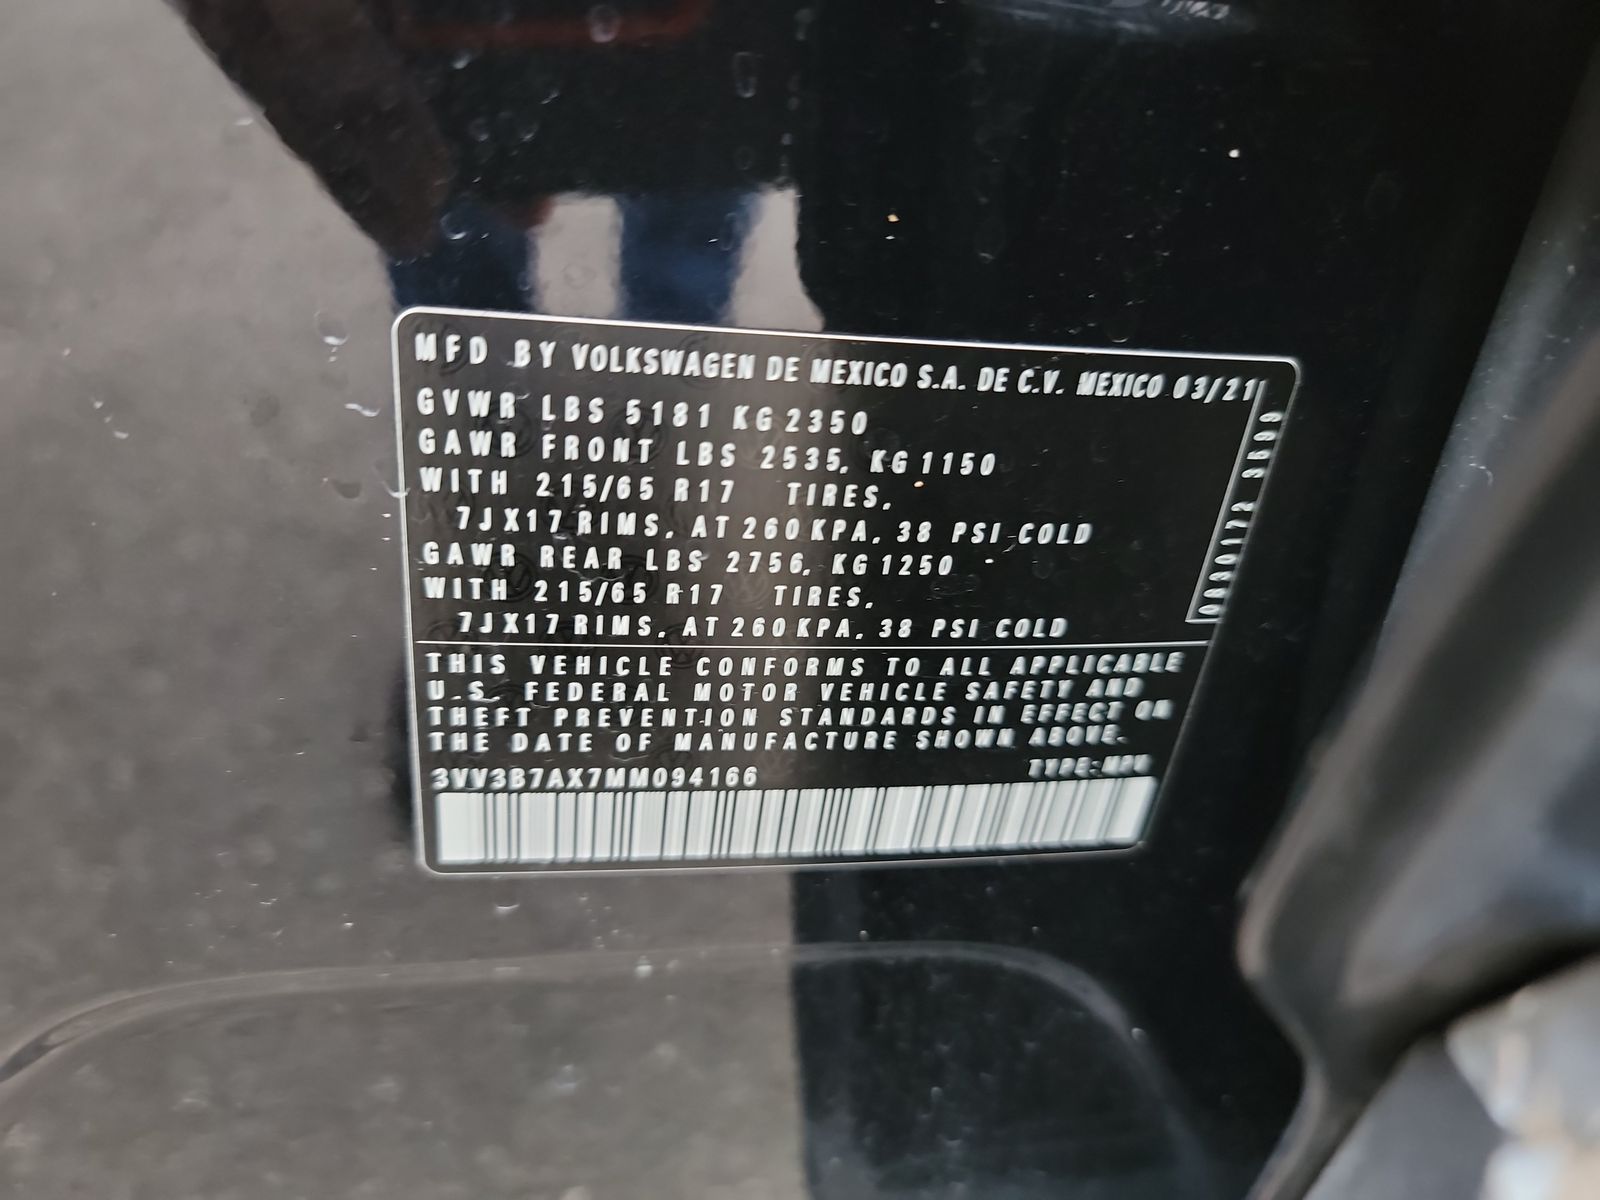 MFD BY VOLKSWAGEN DE MEXICO S.A. DE C.V. MEXICO 03/21
GVWR LBS 5181 KG 2350
GAWR FRONT LBS 2535, KG 1150
WITH 215/65 R17 TIRES,
7JX17 RIMS, AT 260 KPA, 38 PSI COLD
GAWR REAR LBS 2756, KG 1250
WITH 215/65 R17 TIRES,
7JX17 RIMS, AT 260 KPA, 38 PSI COLD
THIS VEHICLE CONFORMS TO ALL APPLICABLE
U.S. FEDERAL MOTOR VEHICLE SAFETY AND
THEFT PREVENTION STANDARDS IN EFFECT ON
THE DATE OF MANUFACTURE SHOWN ABOVE.
3VV3B7AX7MM094166 TYPE: MPV